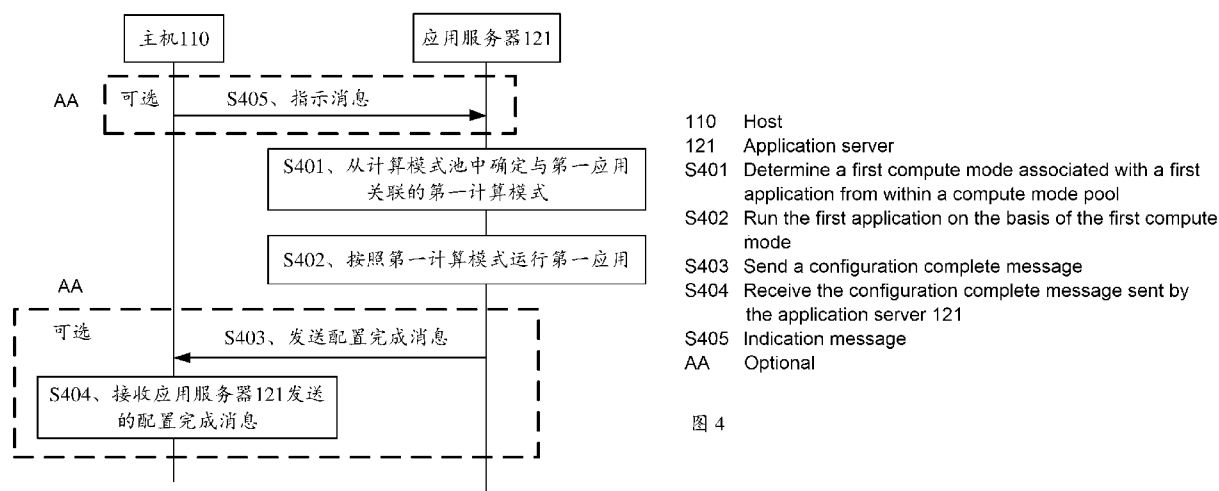 主机110
应用服务器121
AA
可选
S405、指示消息
S401、从计算模式池中确定与第一应用
关联的第一计算模式
S402、按照第一计算模式运行第一应用
AA
可选
S403、发送配置完成消息
S404、接收应用服务器121发送
的配置完成消息
110 Host
121 Application server
S401 Determine a first compute mode associated with a first
application from within a compute mode pool
S402 Run the first application on the basis of the first compute
mode
S403 Send a configuration complete message
S404 Receive the configuration complete message sent by
the application server 121
S405 Indication message
AA Optional
图 4